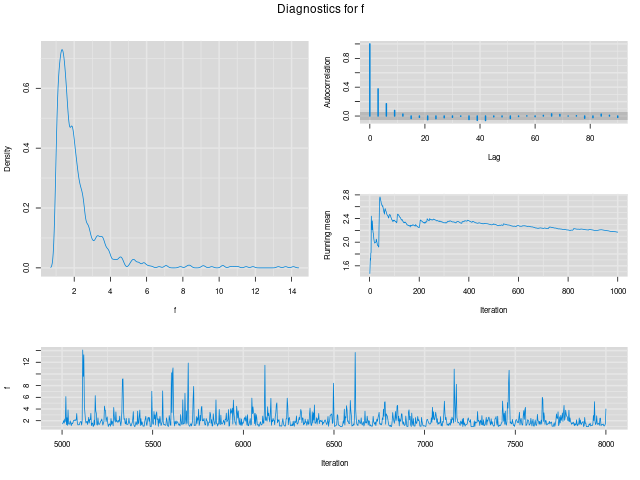 Diagnostics for f
Density
0.0 0.2 0.4 0.6
2 4 6 8 10 12 14
f
Autocorrelation
0.0 0.4 0.8
0 20 40 60 80
Lag
Running mean
1.6 2.0 2.4 2.8
0 200 400 600 800 1000
Iteration
f
2 4 6 8 12
5000 5500 6000 6500 7000 7500 8000
Iteration